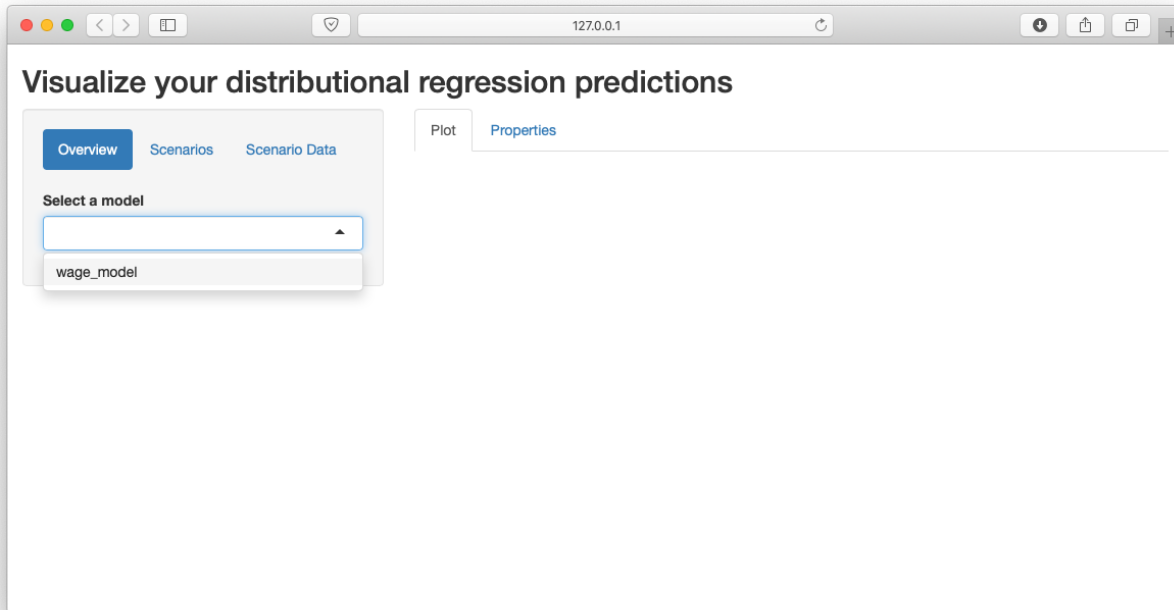 127.0.0.1
Visualize your distributional regression predictions
Overview Scenarios Scenario Data
Select a model
wage_model
Plot Properties